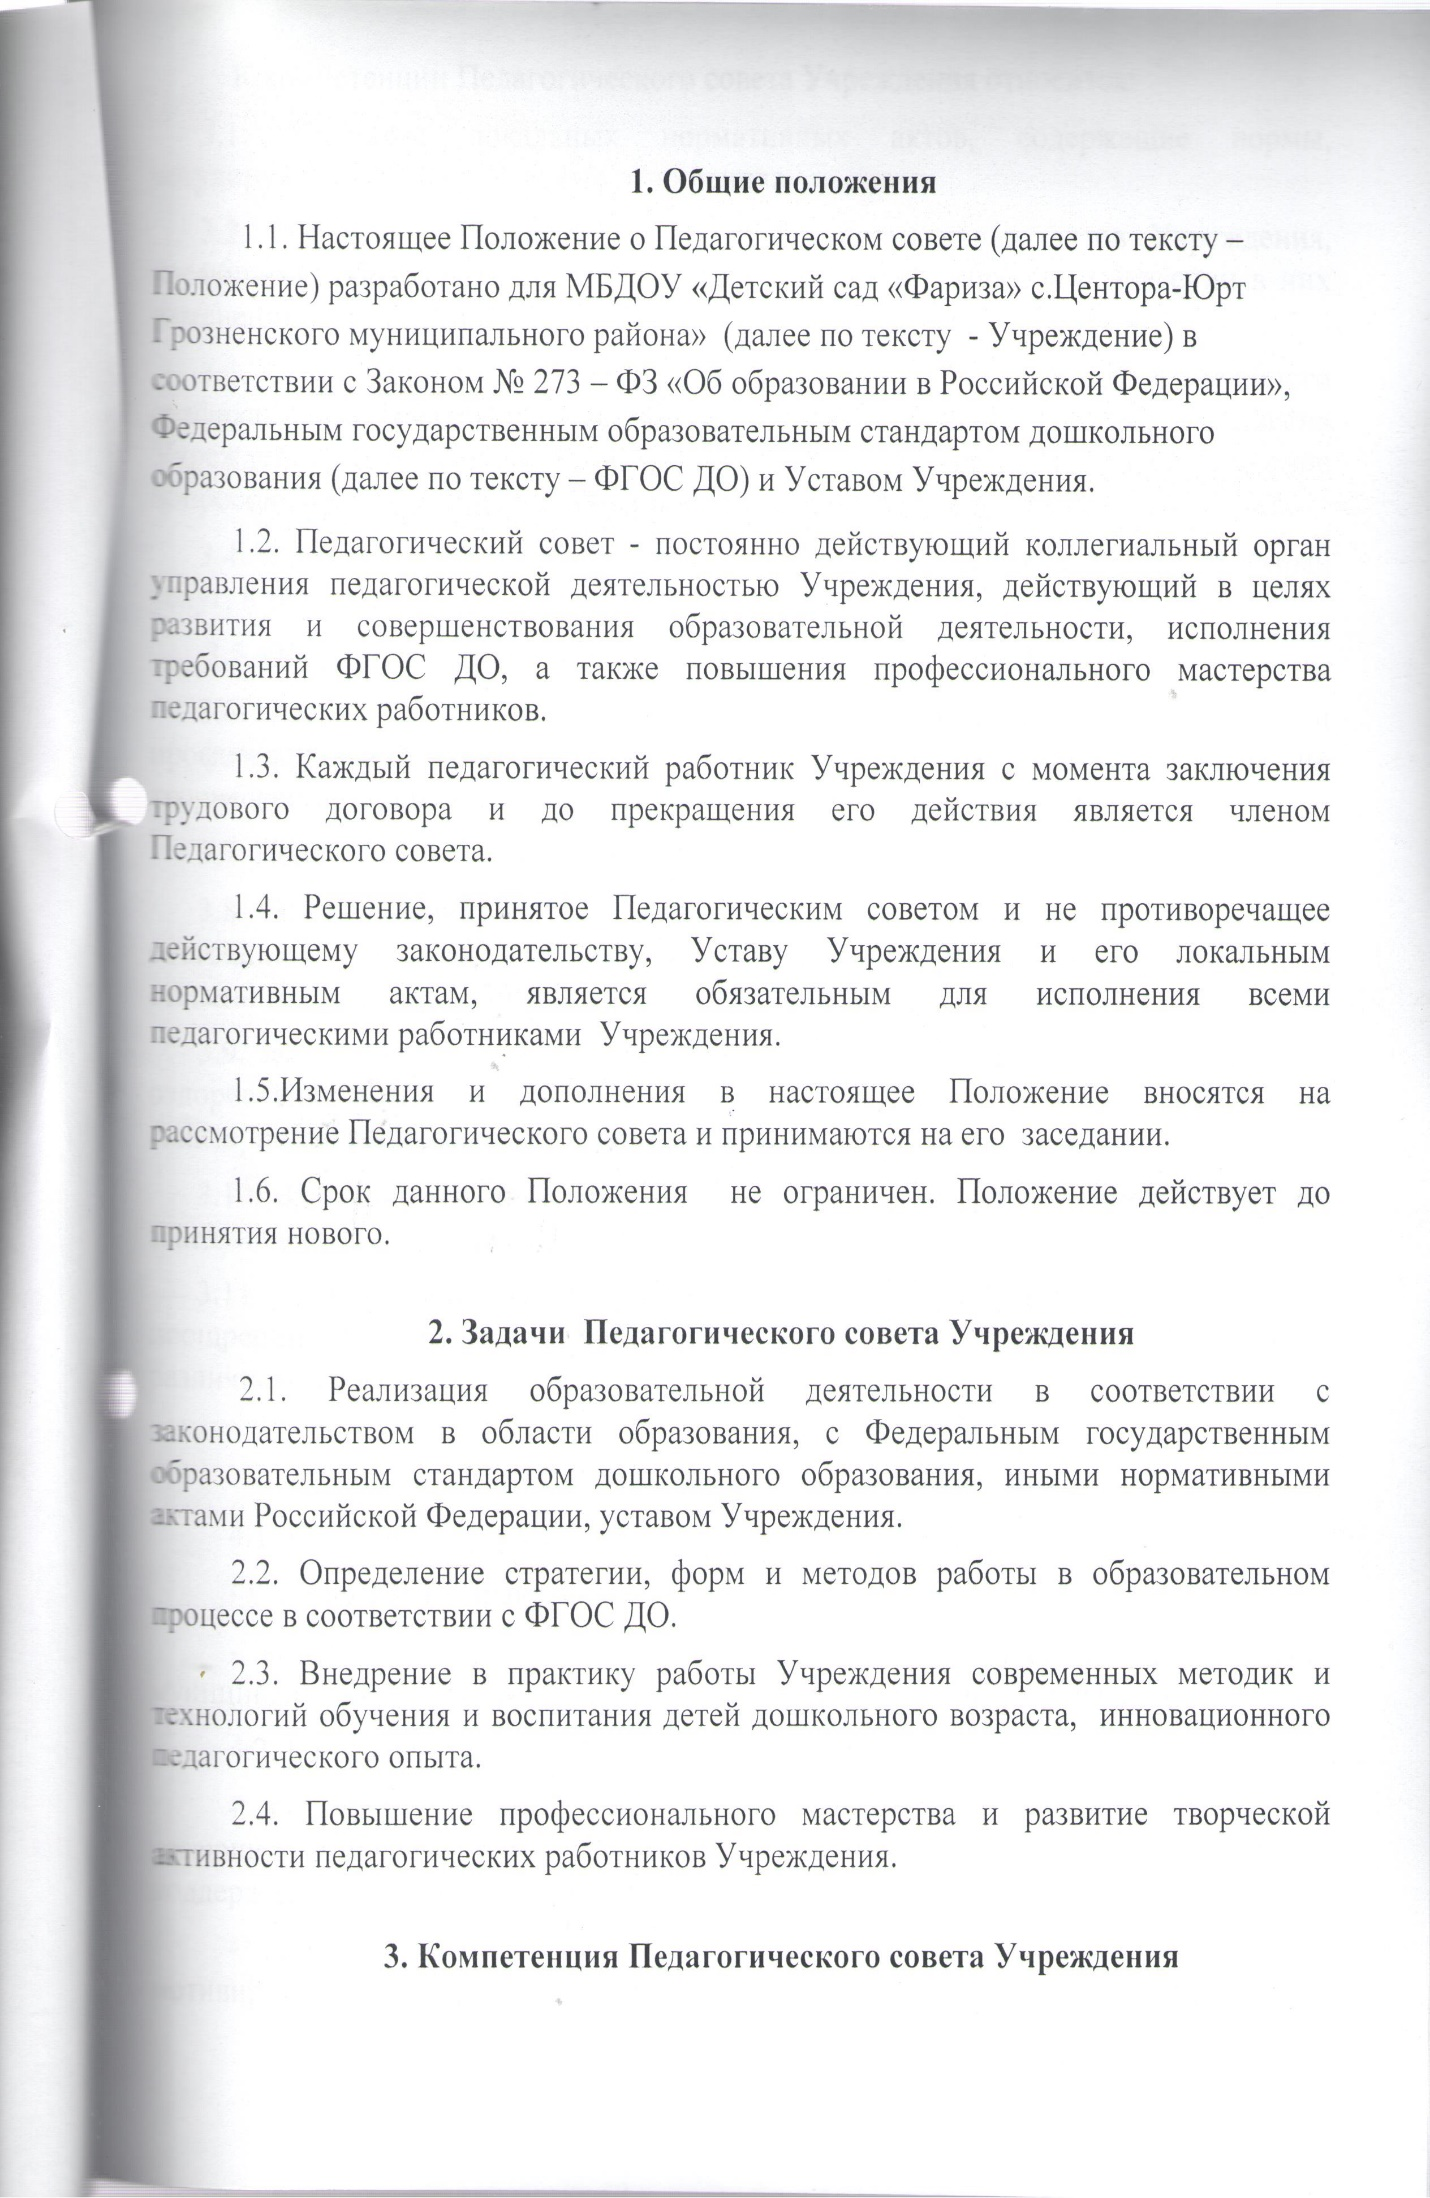 1. Общие положения
1.1. Настоящее Положение о Педагогическом совете (далее по тексту –
Положение) разработано для МБДОУ «Детский сад «Фариза» с.Центора-Юрт
Грозненского муниципального района»  (далее по тексту  - Учреждение) в
соответствии с Законом № 273 – ФЗ «Об образовании в Российской Федерации»,
Федеральным государственным образовательным стандартом дошкольного
образования (далее по тексту – ФГОС ДО) и Уставом Учреждения.
1.2. Педагогический совет - постоянно действующий коллегиальный орган
управления педагогической деятельностью Учреждения, действующий в целях
развития и совершенствования образовательной деятельности, исполнения
требований ФГОС ДО, а также повышения профессионального мастерства
педагогических работников.
1.3. Каждый педагогический работник Учреждения с момента заключения
трудового договора и до прекращения его действия является членом
Педагогического совета.
1.4. Решение, принятое Педагогическим советом и не противоречащее
действующему законодательству, Уставу Учреждения и его локальным
нормативным актам, является обязательным для исполнения всеми
педагогическими работниками  Учреждения.
1.5.Изменения и дополнения в настоящее Положение вносятся на
рассмотрение Педагогического совета и принимаются на его  заседании.
1.6. Срок данного Положения  не ограничен. Положение действует до
принятия нового.
2. Задачи  Педагогического совета Учреждения
2.1. Реализация образовательной деятельности в соответствии с
законодательством в области образования, с Федеральным государственным
образовательным стандартом дошкольного образования, иными нормативными
актами Российской Федерации, уставом Учреждения.
2.2. Определение стратегии, форм и методов работы в образовательном
процессе в соответствии с ФГОС ДО.
2.3. Внедрение в практику работы Учреждения современных методик и
технологий обучения и воспитания детей дошкольного возраста,  инновационного
педагогического опыта.
2.4. Повышение профессионального мастерства и развитие творческой
активности педагогических работников Учреждения.
3. Компетенция Педагогического совета Учреждения